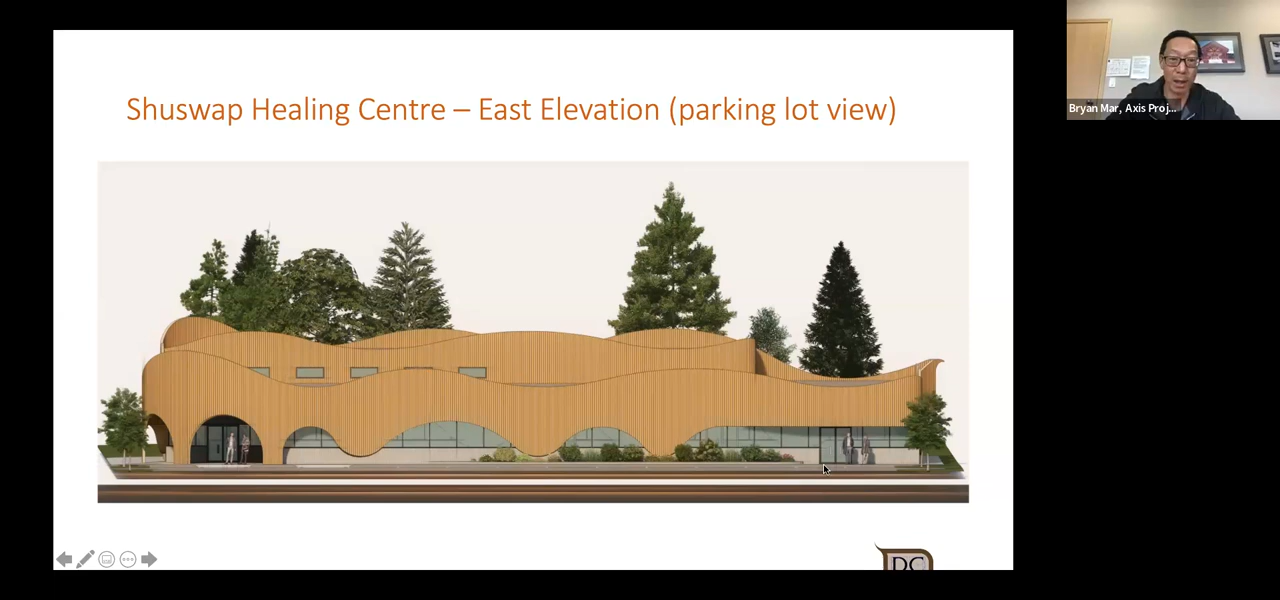 Shuswap Healing Centre – East Elevation (parking lot view)
Bryan Mar, Axis Proj...
DC